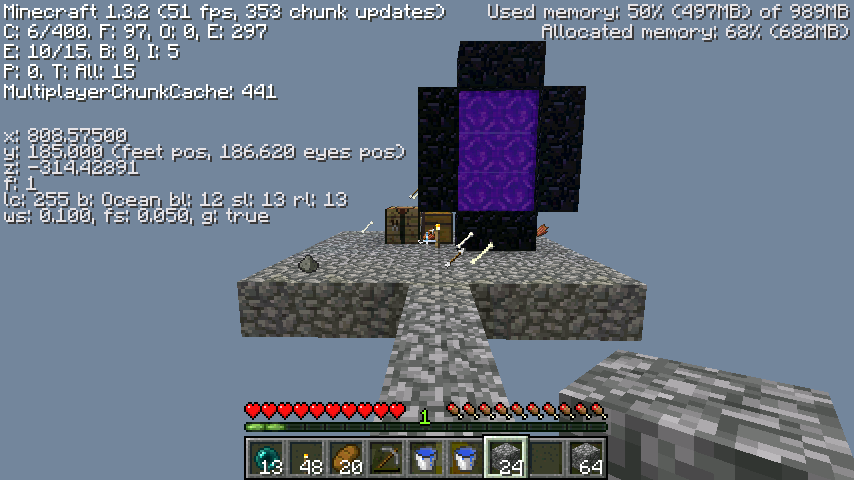 Minecraft 1.3.2 (51 fps, 353 chunk updates)
C: 6/400. F: 97, O: 0, E: 297
E: 10/15. B: 0, I: 5
P: 0. T: All: 15
MultiplayerChunkCache: 441
Used memory: 50% (497MB) of 989MB
Allocated memory: 68% (682MB)
x: 808.57500
y: 185.000 (feet pos, 186.620 eyes pos)
z: -314.42891
f: 1
lc: 255 b: Ocean bl: 12 sl: 13 rl: 13
ws: 0.100, fs: 0.050, g: true
1
13 48 20 24 64